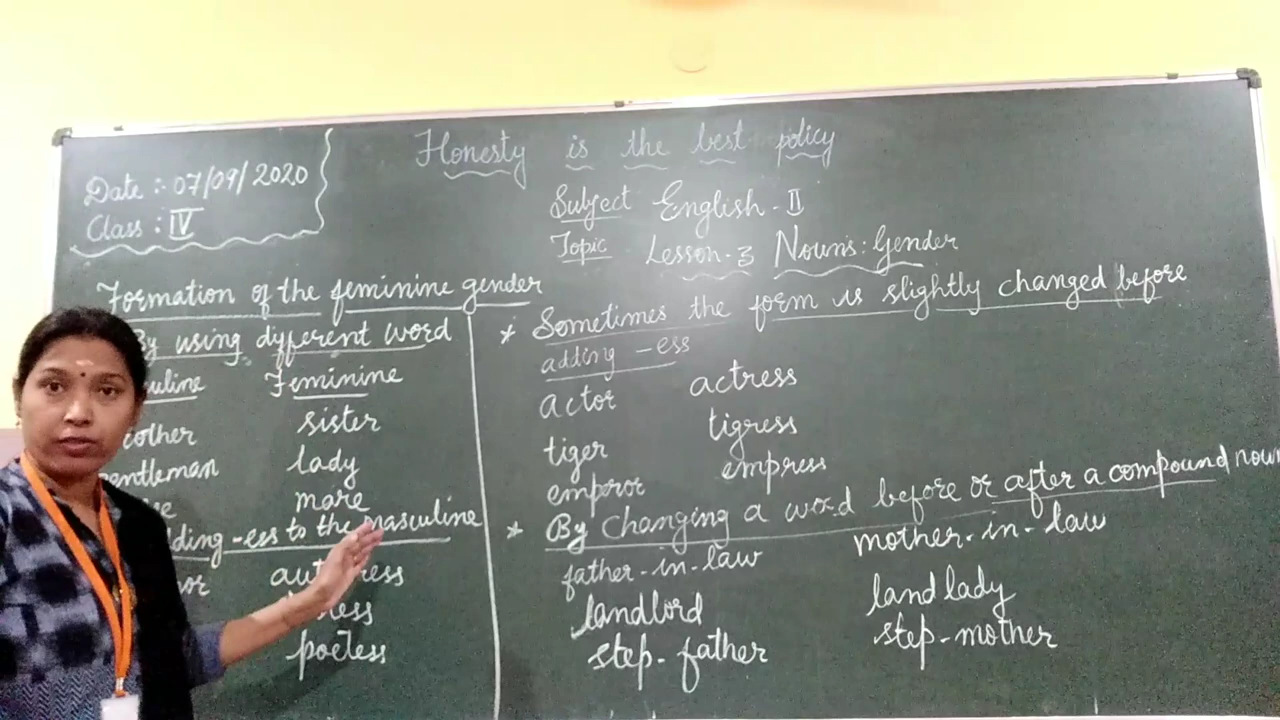 Honesty is the best policy
Date :- 07/09/2020
Class : IV
Subject English - II
Topic Lesson-3 Nouns: Gender
Formation of the feminine gender
By using different word
Feminine
sister
gentleman lady
mare
-ess to the masculine
poetess
* Sometimes the form is slightly changed before
adding -ess
actor actress
tiger tigress
emperor empress
* By changing a word before or after a compound noun
father-in-law mother-in-law
landlord land lady
step-father step-mother